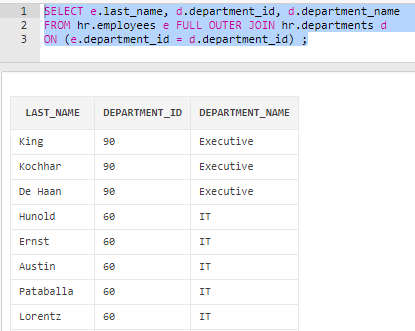 1 SELECT e.last_name, d.department_id, d.department_name
2 FROM hr.employees e FULL OUTER JOIN hr.departments d
3 ON (e.department_id = d.department_id) ;
LAST_NAME DEPARTMENT_ID DEPARTMENT_NAME
King 90 Executive
Kochhar 90 Executive
De Haan 90 Executive
Hunold 60 IT
Ernst 60 IT
Austin 60 IT
Pataballa 60 IT
Lorentz 60 IT